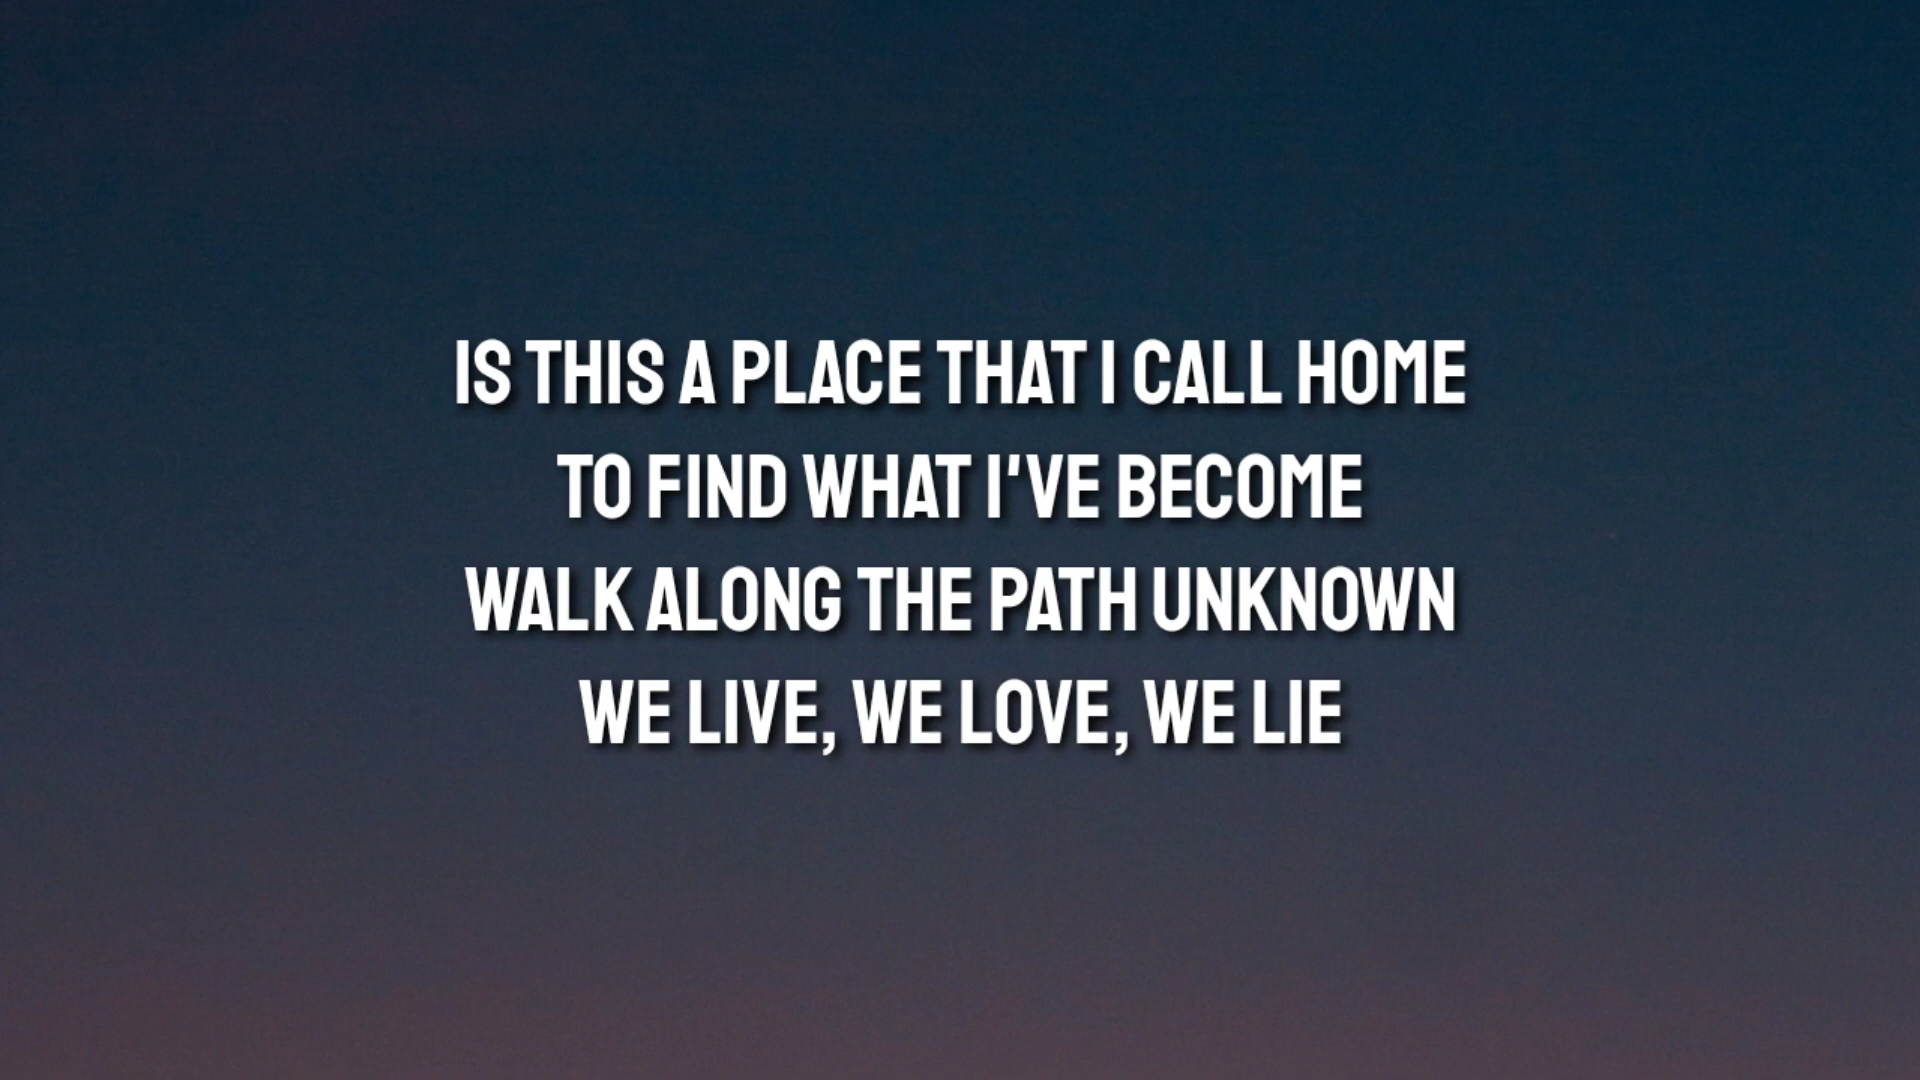 IS THIS A PLACE THAT I CALL HOME
TO FIND WHAT I'VE BECOME
WALK ALONG THE PATH UNKNOWN
WE LIVE, WE LOVE, WE LIE